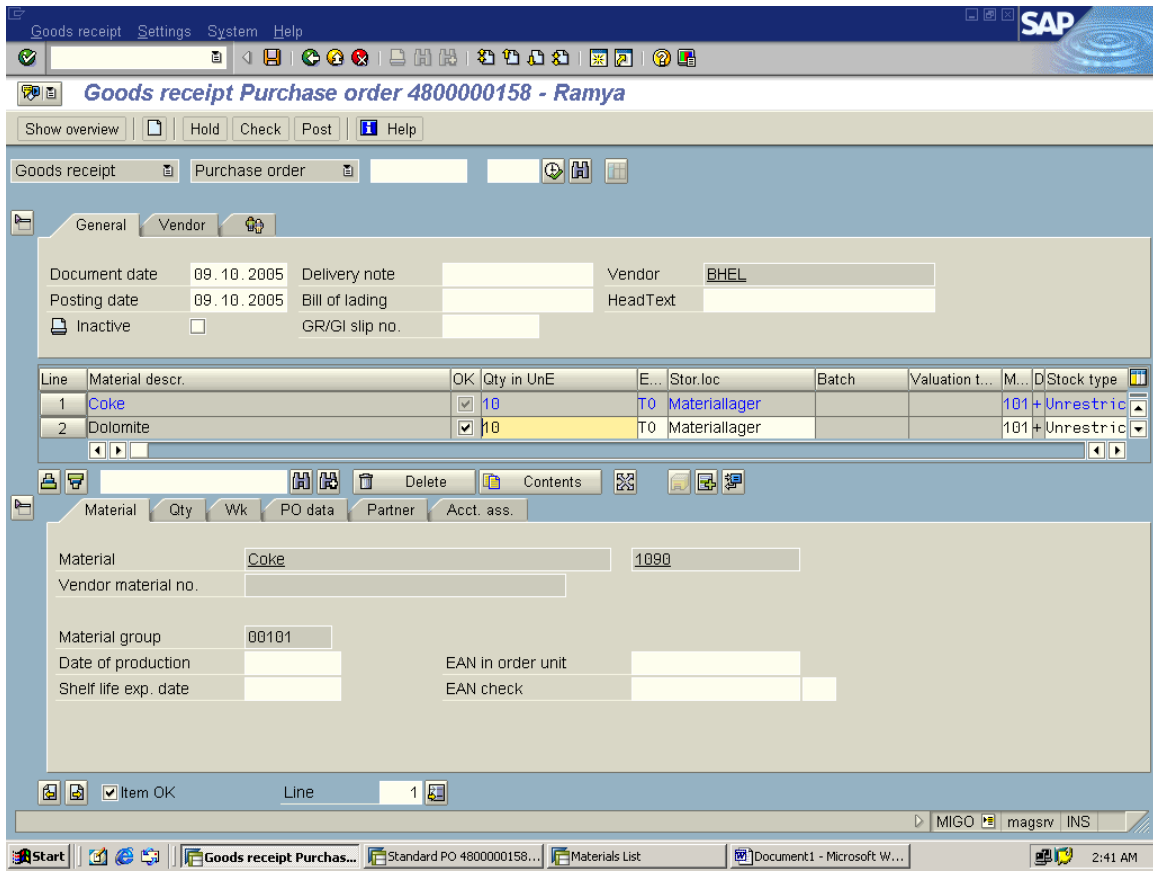 Goods receipt Settings System Help
SAP
Goods receipt Purchase order 4800000158 - Ramya
Show overview Hold Check Post Help
Goods receipt Purchase order
General Vendor
Document date 09.10.2005 Delivery note Vendor BHEL
Posting date 09.10.2005 Bill of lading HeadText
Inactive GR/GI slip no.
Line Material descr. OK Qty in UnE E... Stor.loc Batch Valuation t... M... D Stock type
1 Coke 10 TO Materiallager 101 + Unrestric
2 Dolomite 10 TO Materiallager 101 + Unrestric
Delete Contents
Material Qty Wk PO data Partner Acct. ass.
Material Coke 1090
Vendor material no.
Material group 00101
Date of production EAN in order unit
Shelf life exp. date EAN check
Item OK Line 1
MIGO magsrv INS
Start Goods receipt Purchas... Standard PO 4800000158... Materials List Document1 - Microsoft W... 2:41 AM